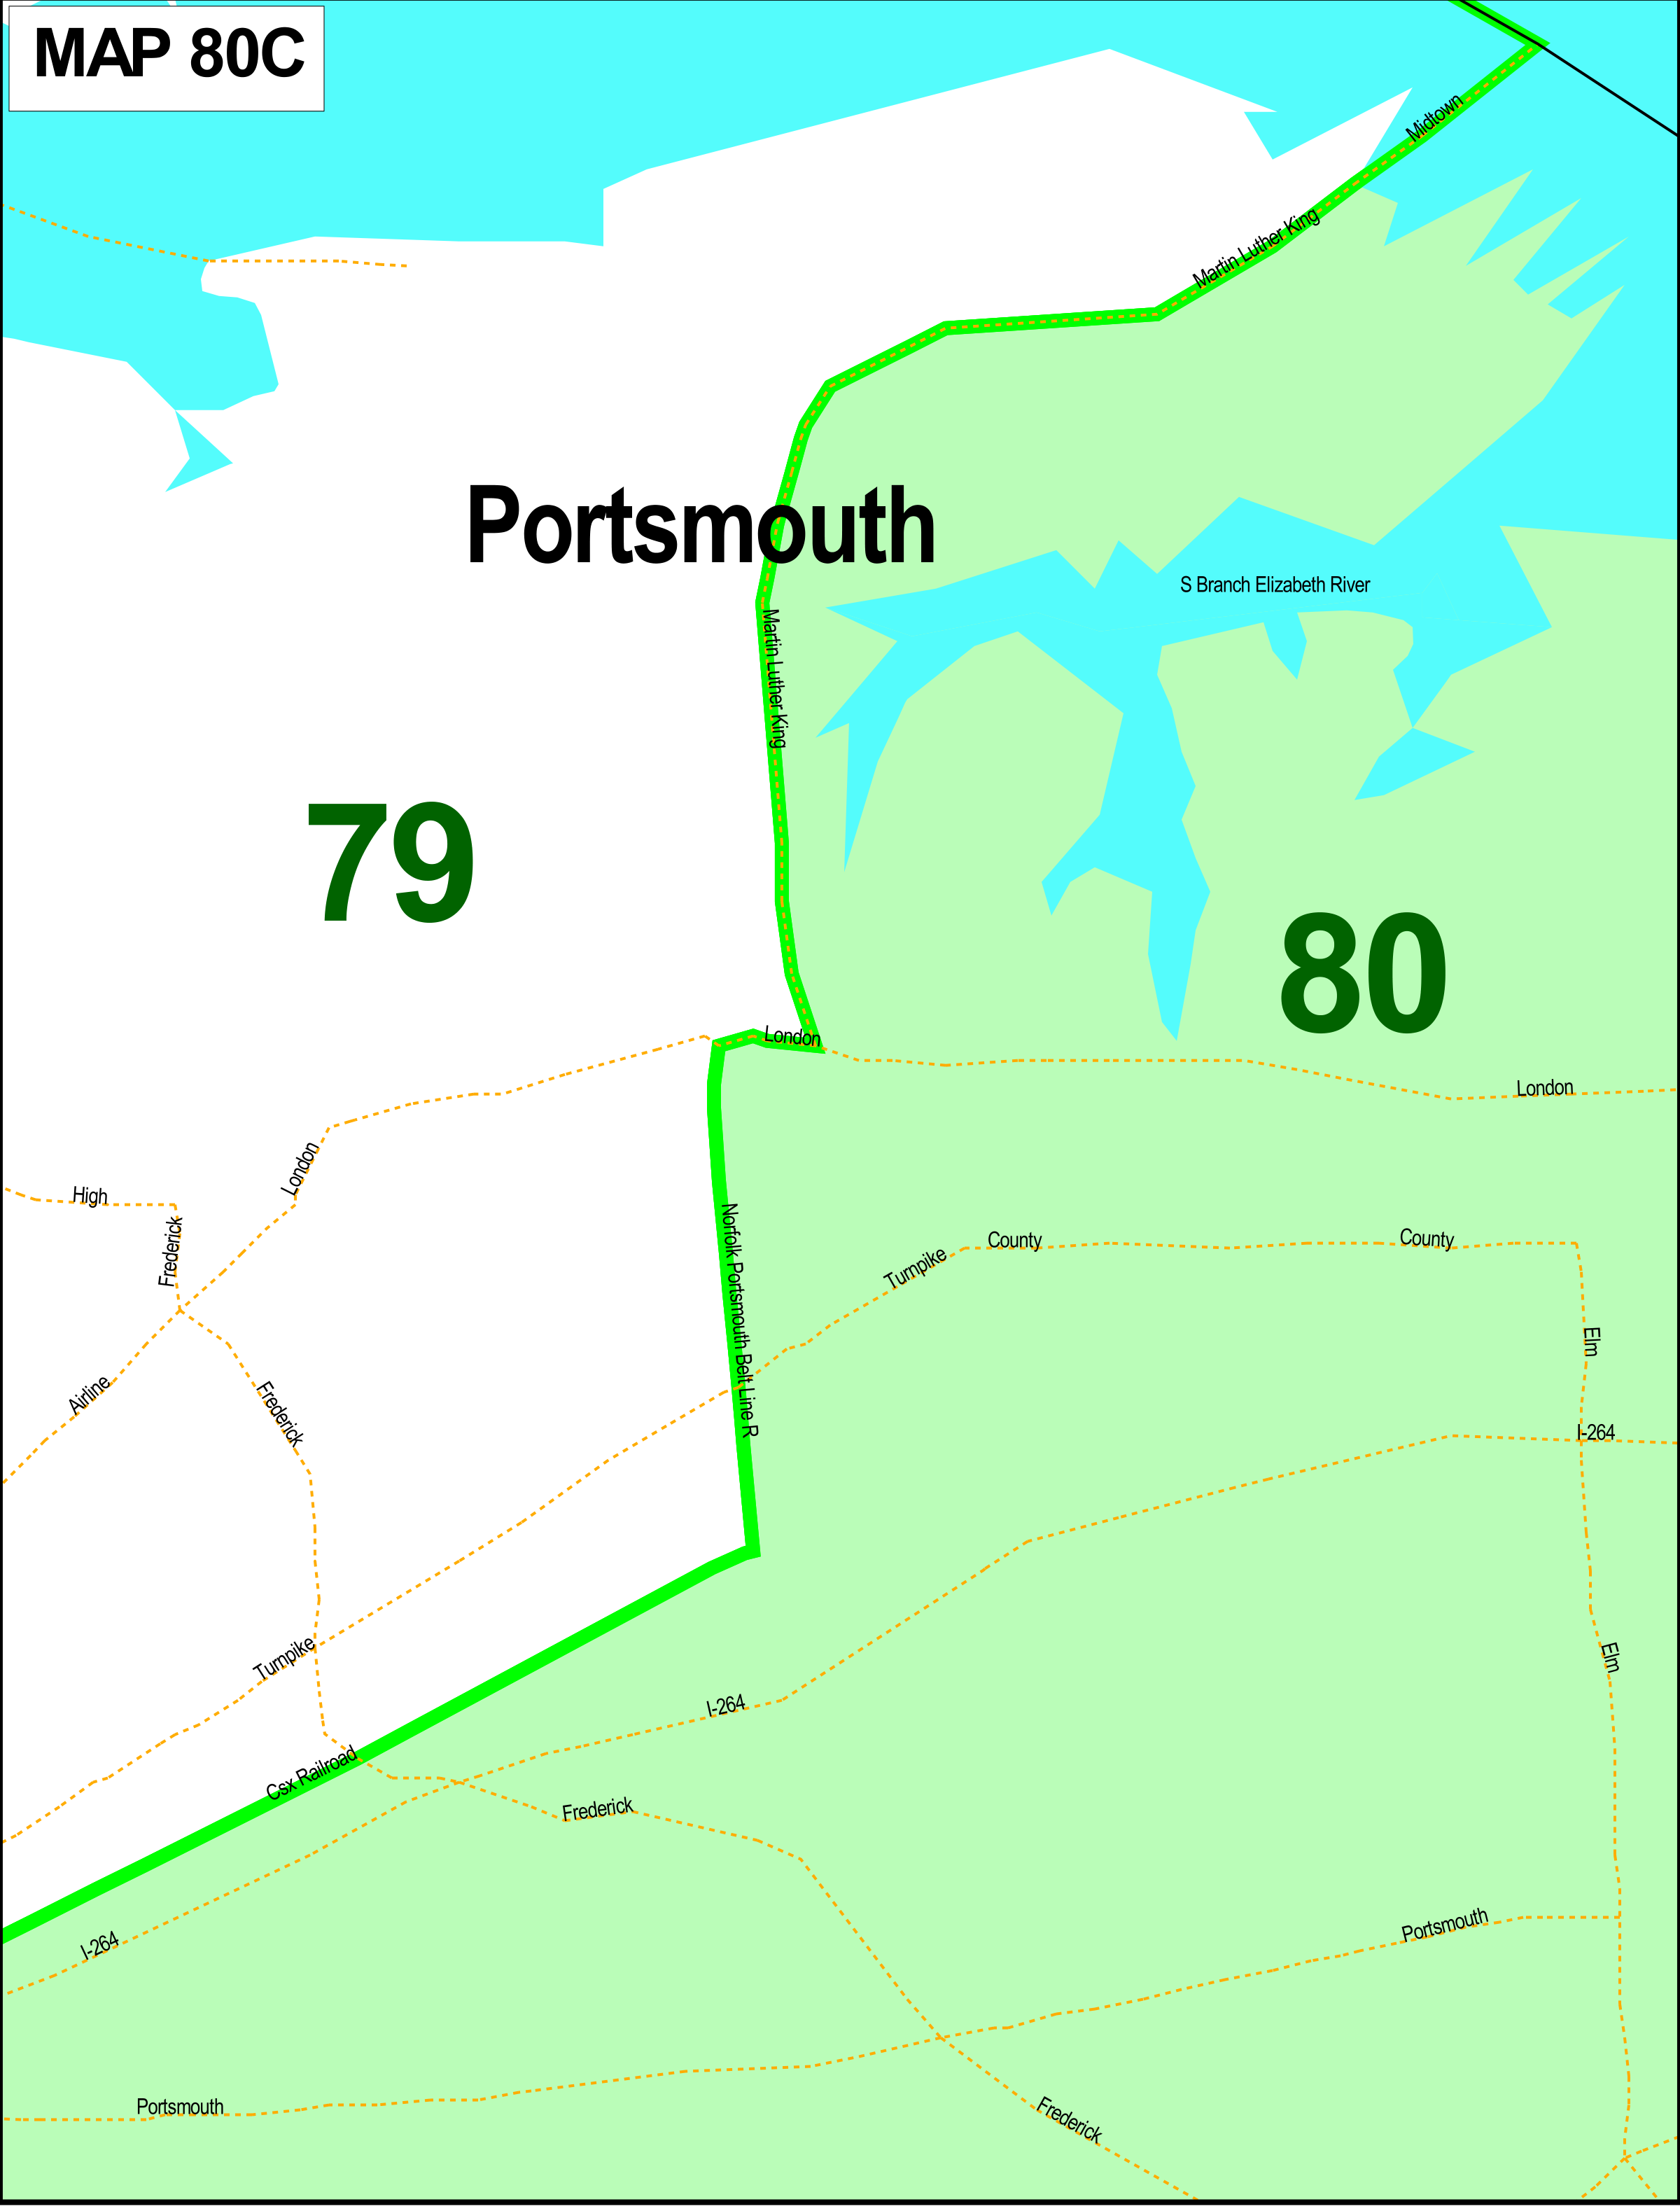 MAP 80C
Midtown
Martin Luther King
Portsmouth
S Branch Elizabeth River
Martin Luther King
79
80
London
London
London
High
Frederick
Norfolk Portsmouth Belt Line R
County
County
Turnpike
Elm
Airline
Frederick
I-264
Turnpike
Elm
I-264
Csx Railroad
Frederick
Portsmouth
I-264
Portsmouth
Frederick